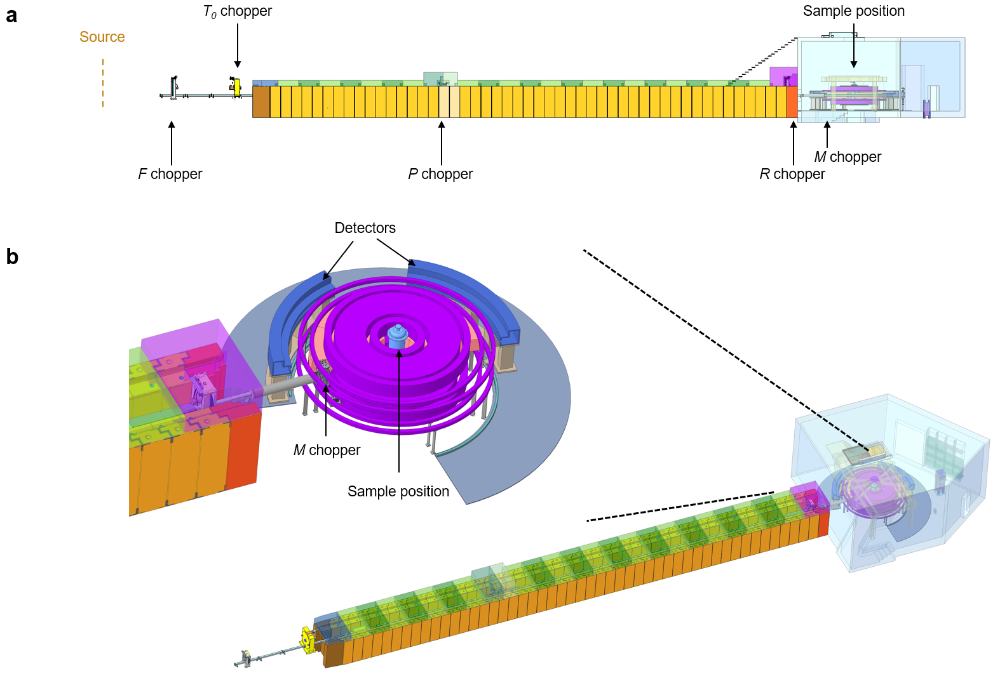 a
T0 chopper
Sample position
Source
M chopper
F chopper
P chopper
R chopper
Detectors
b
M chopper
Sample position